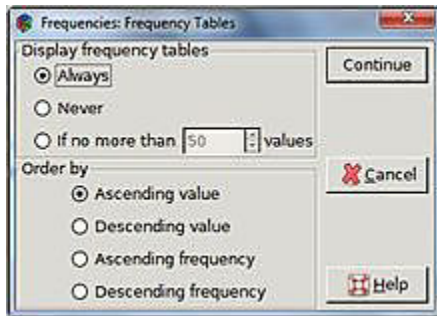 Frequencies: Frequency Tables
Display frequency tables
Always
Never
If no more than 50 values
Continue
Order by
Ascending value
Descending value
Ascending frequency
Descending frequency
Cancel
Help